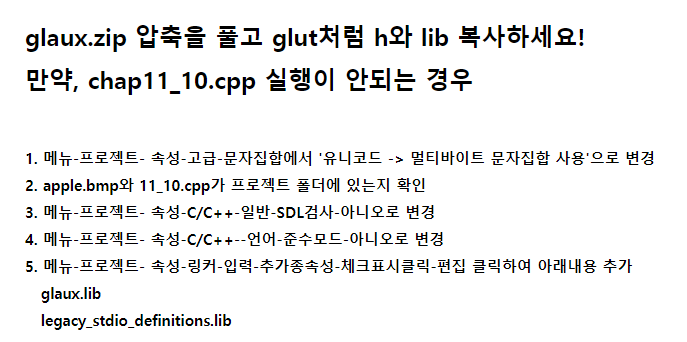 glaux.zip 압축을 풀고 glut처럼 h와 lib 복사하세요!
만약, chap11_10.cpp 실행이 안되는 경우
1. 메뉴-프로젝트- 속성-고급-문자집합에서 '유니코드 -> 멀티바이트 문자집합 사용'으로 변경
2. apple.bmp와 11_10.cpp가 프로젝트 폴더에 있는지 확인
3. 메뉴-프로젝트- 속성-C/C++-일반-SDL검사-아니오로 변경
4. 메뉴-프로젝트- 속성-C/C++--언어-준수모드-아니오로 변경
5. 메뉴-프로젝트- 속성-링커-입력-추가종속성-체크표시클릭-편집 클릭하여 아래내용 추가
glaux.lib
legacy_stdio_definitions.lib